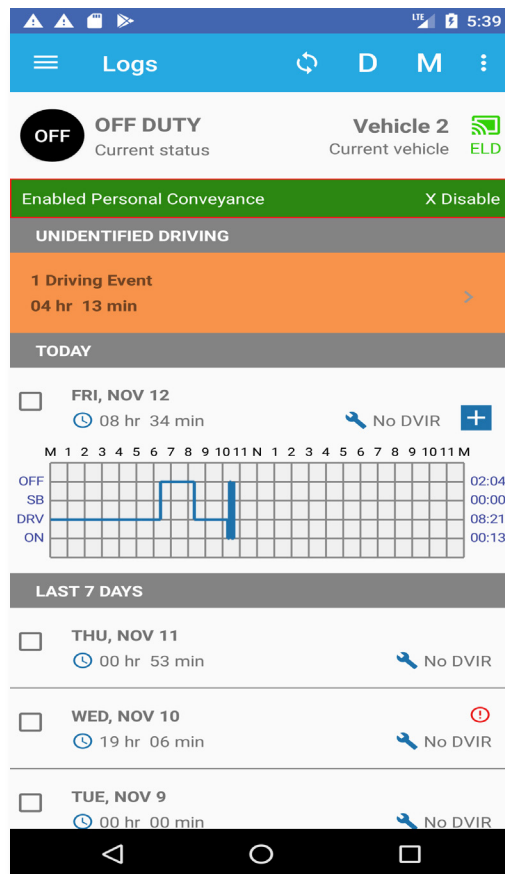 LTE 5:39
Logs D M
OFF OFF DUTY Vehicle 2
Current status Current vehicle ELD
Enabled Personal Conveyance X Disable
UNIDENTIFIED DRIVING
1 Driving Event
04 hr 13 min
TODAY
FRI, NOV 12
08 hr 34 min No DVIR +
M 1 2 3 4 5 6 7 8 9 10 11 N 1 2 3 4 5 6 7 8 9 10 11 M
OFF 02:04
SB 00:00
DRV 08:21
ON 00:13
LAST 7 DAYS
THU, NOV 11
00 hr 53 min No DVIR
WED, NOV 10
19 hr 06 min No DVIR
TUE, NOV 9
00 hr 00 min No DVIR